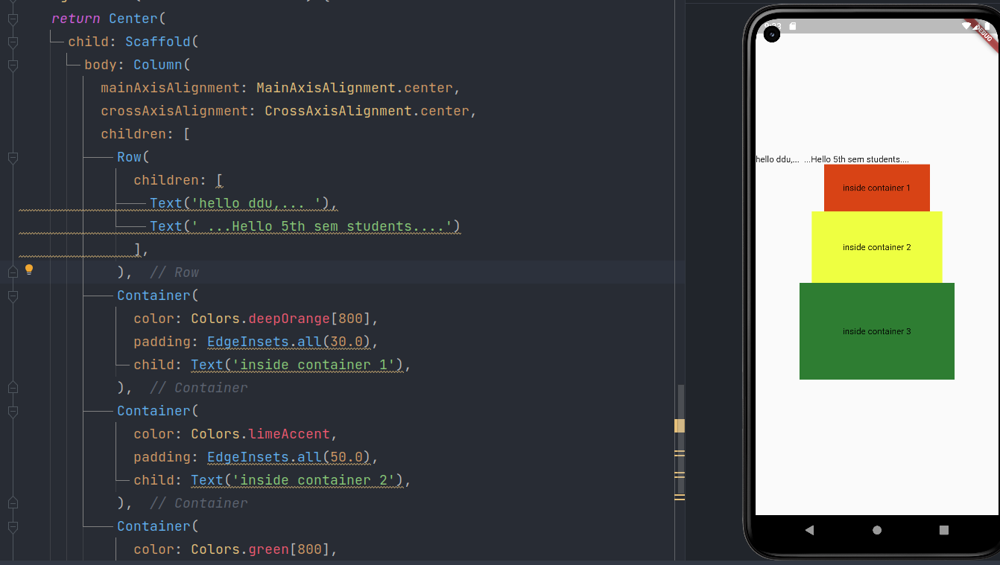 return Center(
child: Scaffold(
body: Column(
mainAxisAlignment: MainAxisAlignment.center,
crossAxisAlignment: CrossAxisAlignment.center,
children: [
Row(
children: [
Text('hello ddu,... '),
Text(' ...Hello 5th sem students....')
],
), // Row
Container(
color: Colors.deepOrange[800],
padding: EdgeInsets.all(30.0),
child: Text('inside container 1'),
), // Container
Container(
color: Colors.limeAccent,
padding: EdgeInsets.all(50.0),
child: Text('inside container 2'),
), // Container
Container(
color: Colors.green[800],
DEBUG
hello ddu,... ...Hello 5th sem students....
inside container 1
inside container 2
inside container 3